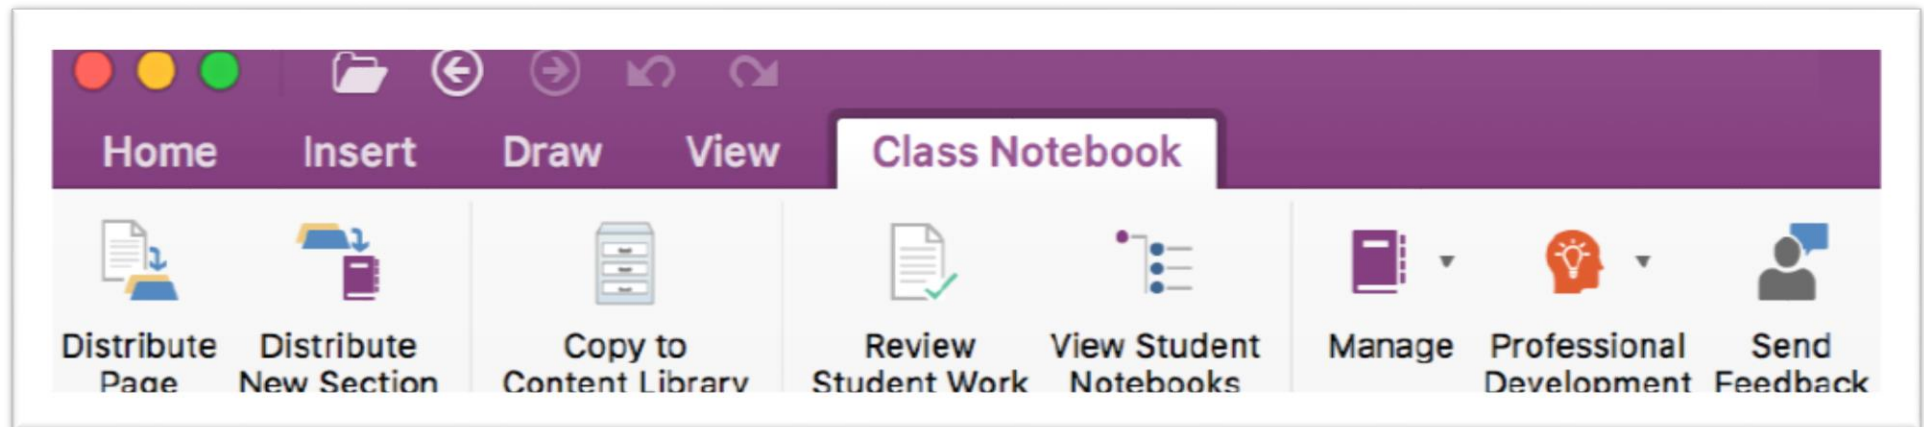 Home Insert Draw View Class Notebook
Distribute Distribute Copy to Review View Student Manage Professional Send
Page New Section Content Library Student Work Notebooks Development Feedback